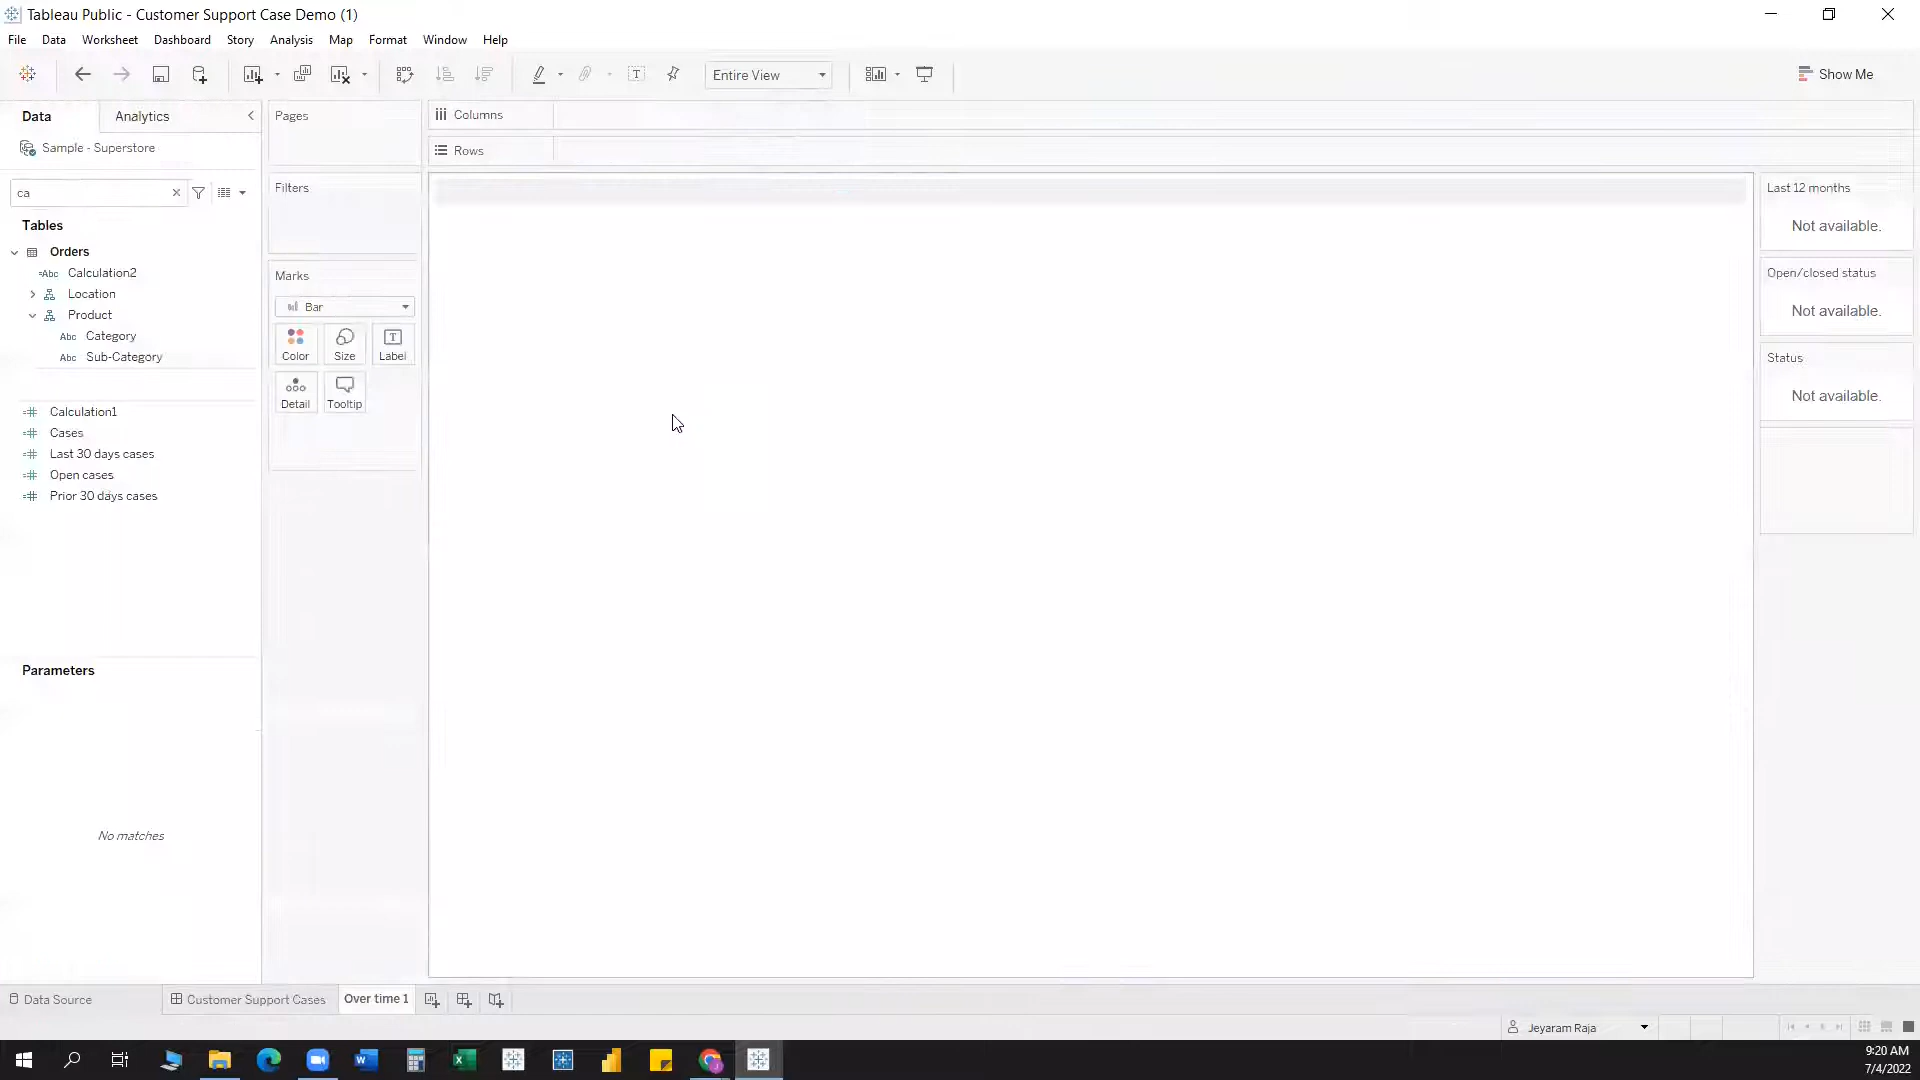 Tableau Public - Customer Support Case Demo (1)
File Data Worksheet Dashboard Story Analysis Map Format Window Help
Entire View
Show Me
Data Analytics
Sample - Superstore
ca
Tables
Orders
=Abc Calculation2
Location
Product
Abc Category
Abc Sub-Category
Calculation1
Cases
Last 30 days cases
Open cases
Prior 30 days cases
Parameters
No matches
Pages
Filters
Marks
Bar
Color Size Label
Detail Tooltip
Columns
Rows
Last 12 months
Not available.
Open/closed status
Not available.
Status
Not available.
Data Source Customer Support Cases Over time 1
Jeyaram Raja
9:20 AM
7/4/2022